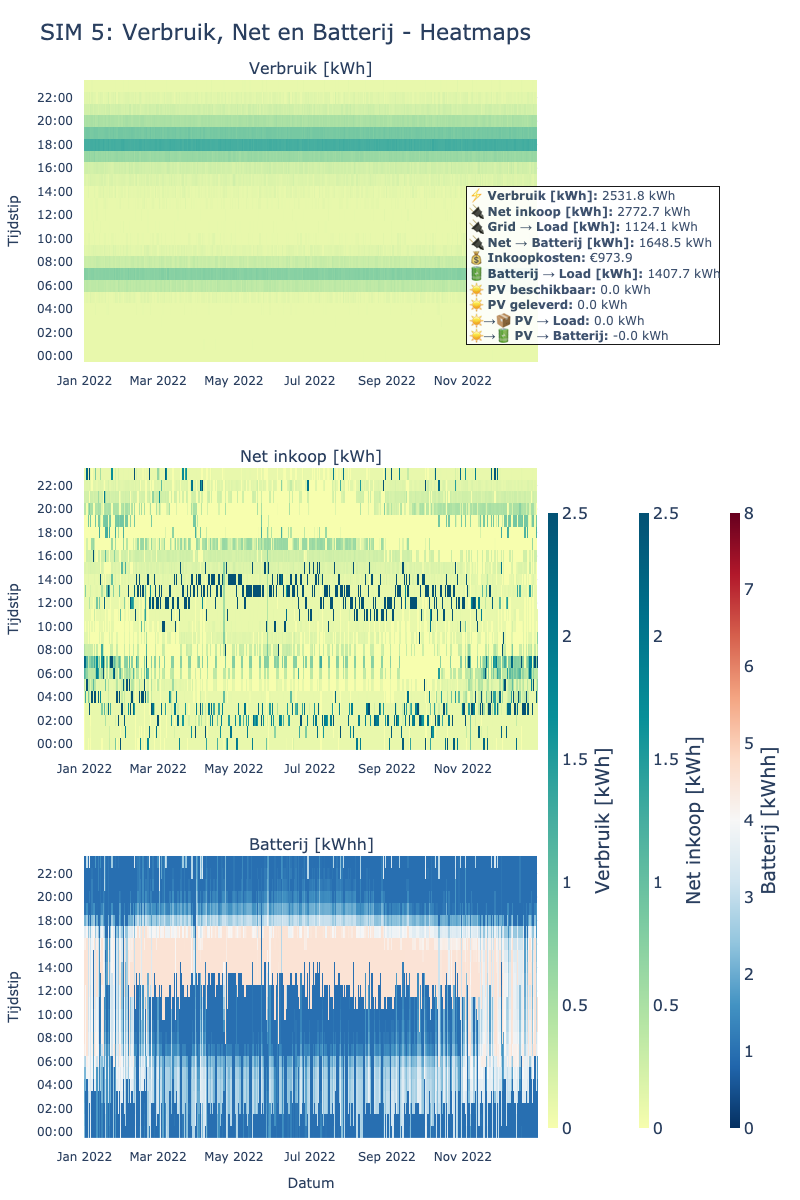 SIM 5: Verbruik, Net en Batterij - Heatmaps
Verbruik [kWh]
22:00
20:00
18:00
16:00
14:00
12:00
10:00
08:00
06:00
04:00
02:00
00:00
Tijdstip
Jan 2022 Mar 2022 May 2022 Jul 2022 Sep 2022 Nov 2022
⚡ Verbruik [kWh]: 2531.8 kWh
🔌 Net inkoop [kWh]: 2772.7 kWh
🔌 Grid → Load [kWh]: 1124.1 kWh
🔌 Net → Batterij [kWh]: 1648.5 kWh
💰 Inkoopkosten: €973.9
🔋 Batterij → Load [kWh]: 1407.7 kWh
☀️ PV beschikbaar: 0.0 kWh
☀️ PV geleverd: 0.0 kWh
☀️→📦 PV → Load: 0.0 kWh
☀️→🔋 PV → Batterij: -0.0 kWh
Net inkoop [kWh]
22:00
20:00
18:00
16:00
14:00
12:00
10:00
08:00
06:00
04:00
02:00
00:00
Tijdstip
Jan 2022 Mar 2022 May 2022 Jul 2022 Sep 2022 Nov 2022
Batterij [kWhh]
22:00
20:00
18:00
16:00
14:00
12:00
10:00
08:00
06:00
04:00
02:00
00:00
Tijdstip
Jan 2022 Mar 2022 May 2022 Jul 2022 Sep 2022 Nov 2022
Datum
2.5
2
1.5
1
0.5
0
Verbruik [kWh]
2.5
2
1.5
1
0.5
0
Net inkoop [kWh]
8
7
6
5
4
3
2
1
0
Batterij [kWhh]